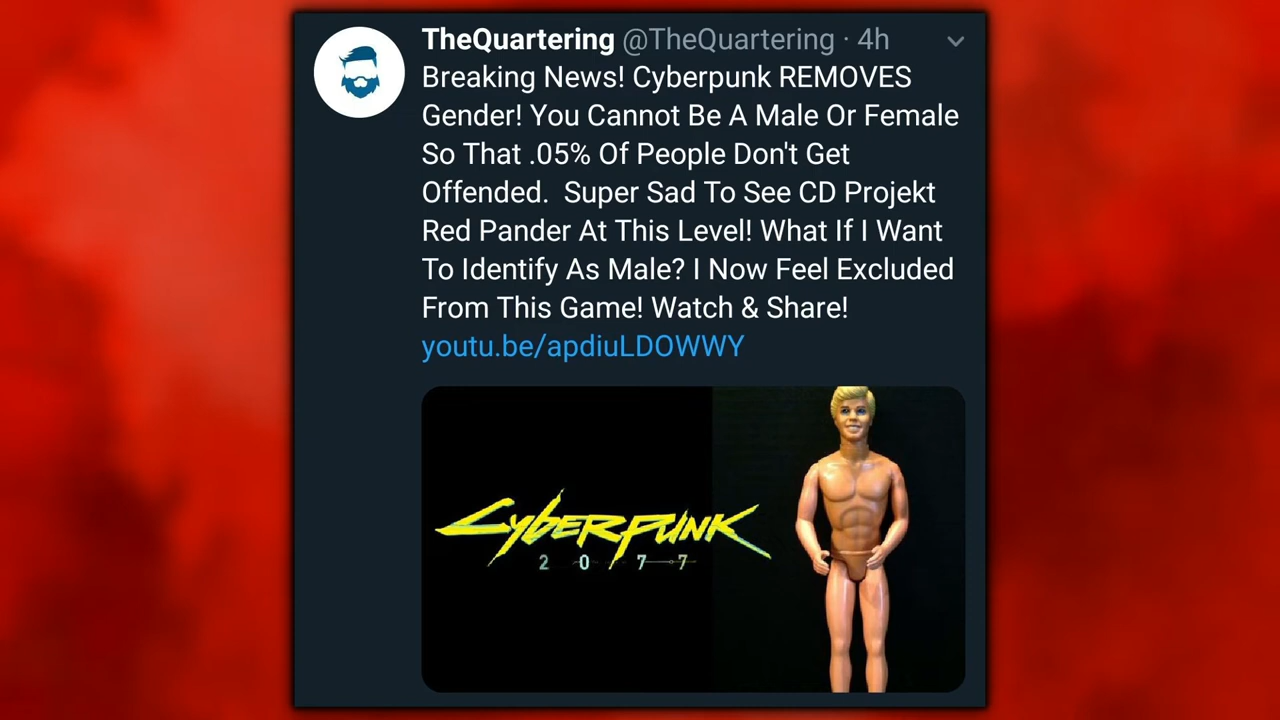 TheQuartering @TheQuartering · 4h
Breaking News! Cyberpunk REMOVES
Gender! You Cannot Be A Male Or Female
So That .05% Of People Don't Get
Offended.  Super Sad To See CD Projekt
Red Pander At This Level! What If I Want
To Identify As Male? I Now Feel Excluded
From This Game! Watch & Share!
youtu.be/apdiuLDOWWY
Cyberpunk
2077